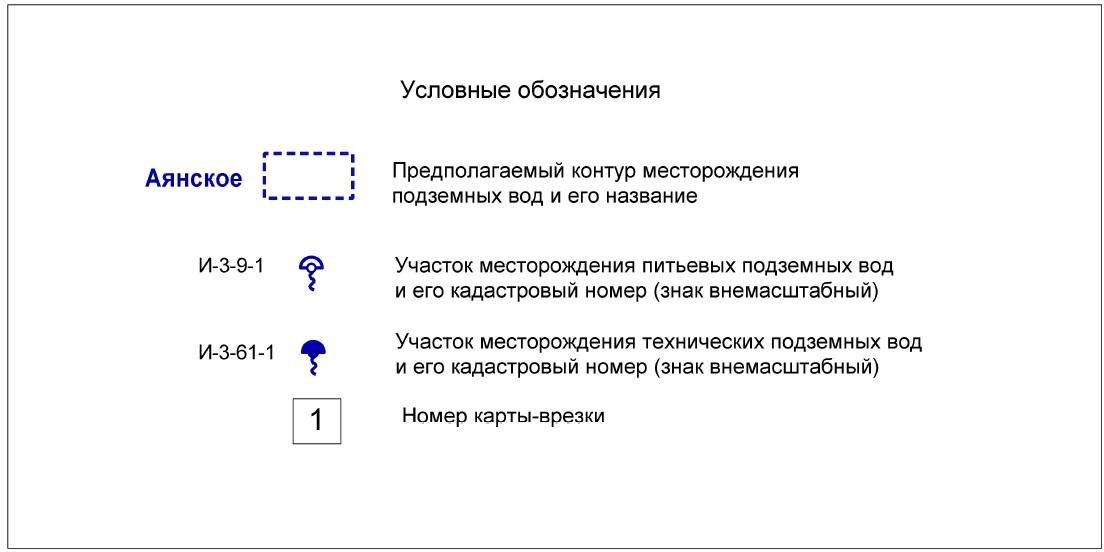 Условные обозначения
Аянское
Предполагаемый контур месторождения
подземных вод и его название
И-3-9-1
Участок месторождения питьевых подземных вод
и его кадастровый номер (знак внемасштабный)
И-3-61-1
Участок месторождения технических подземных вод
и его кадастровый номер (знак внемасштабный)
1
Номер карты-врезки